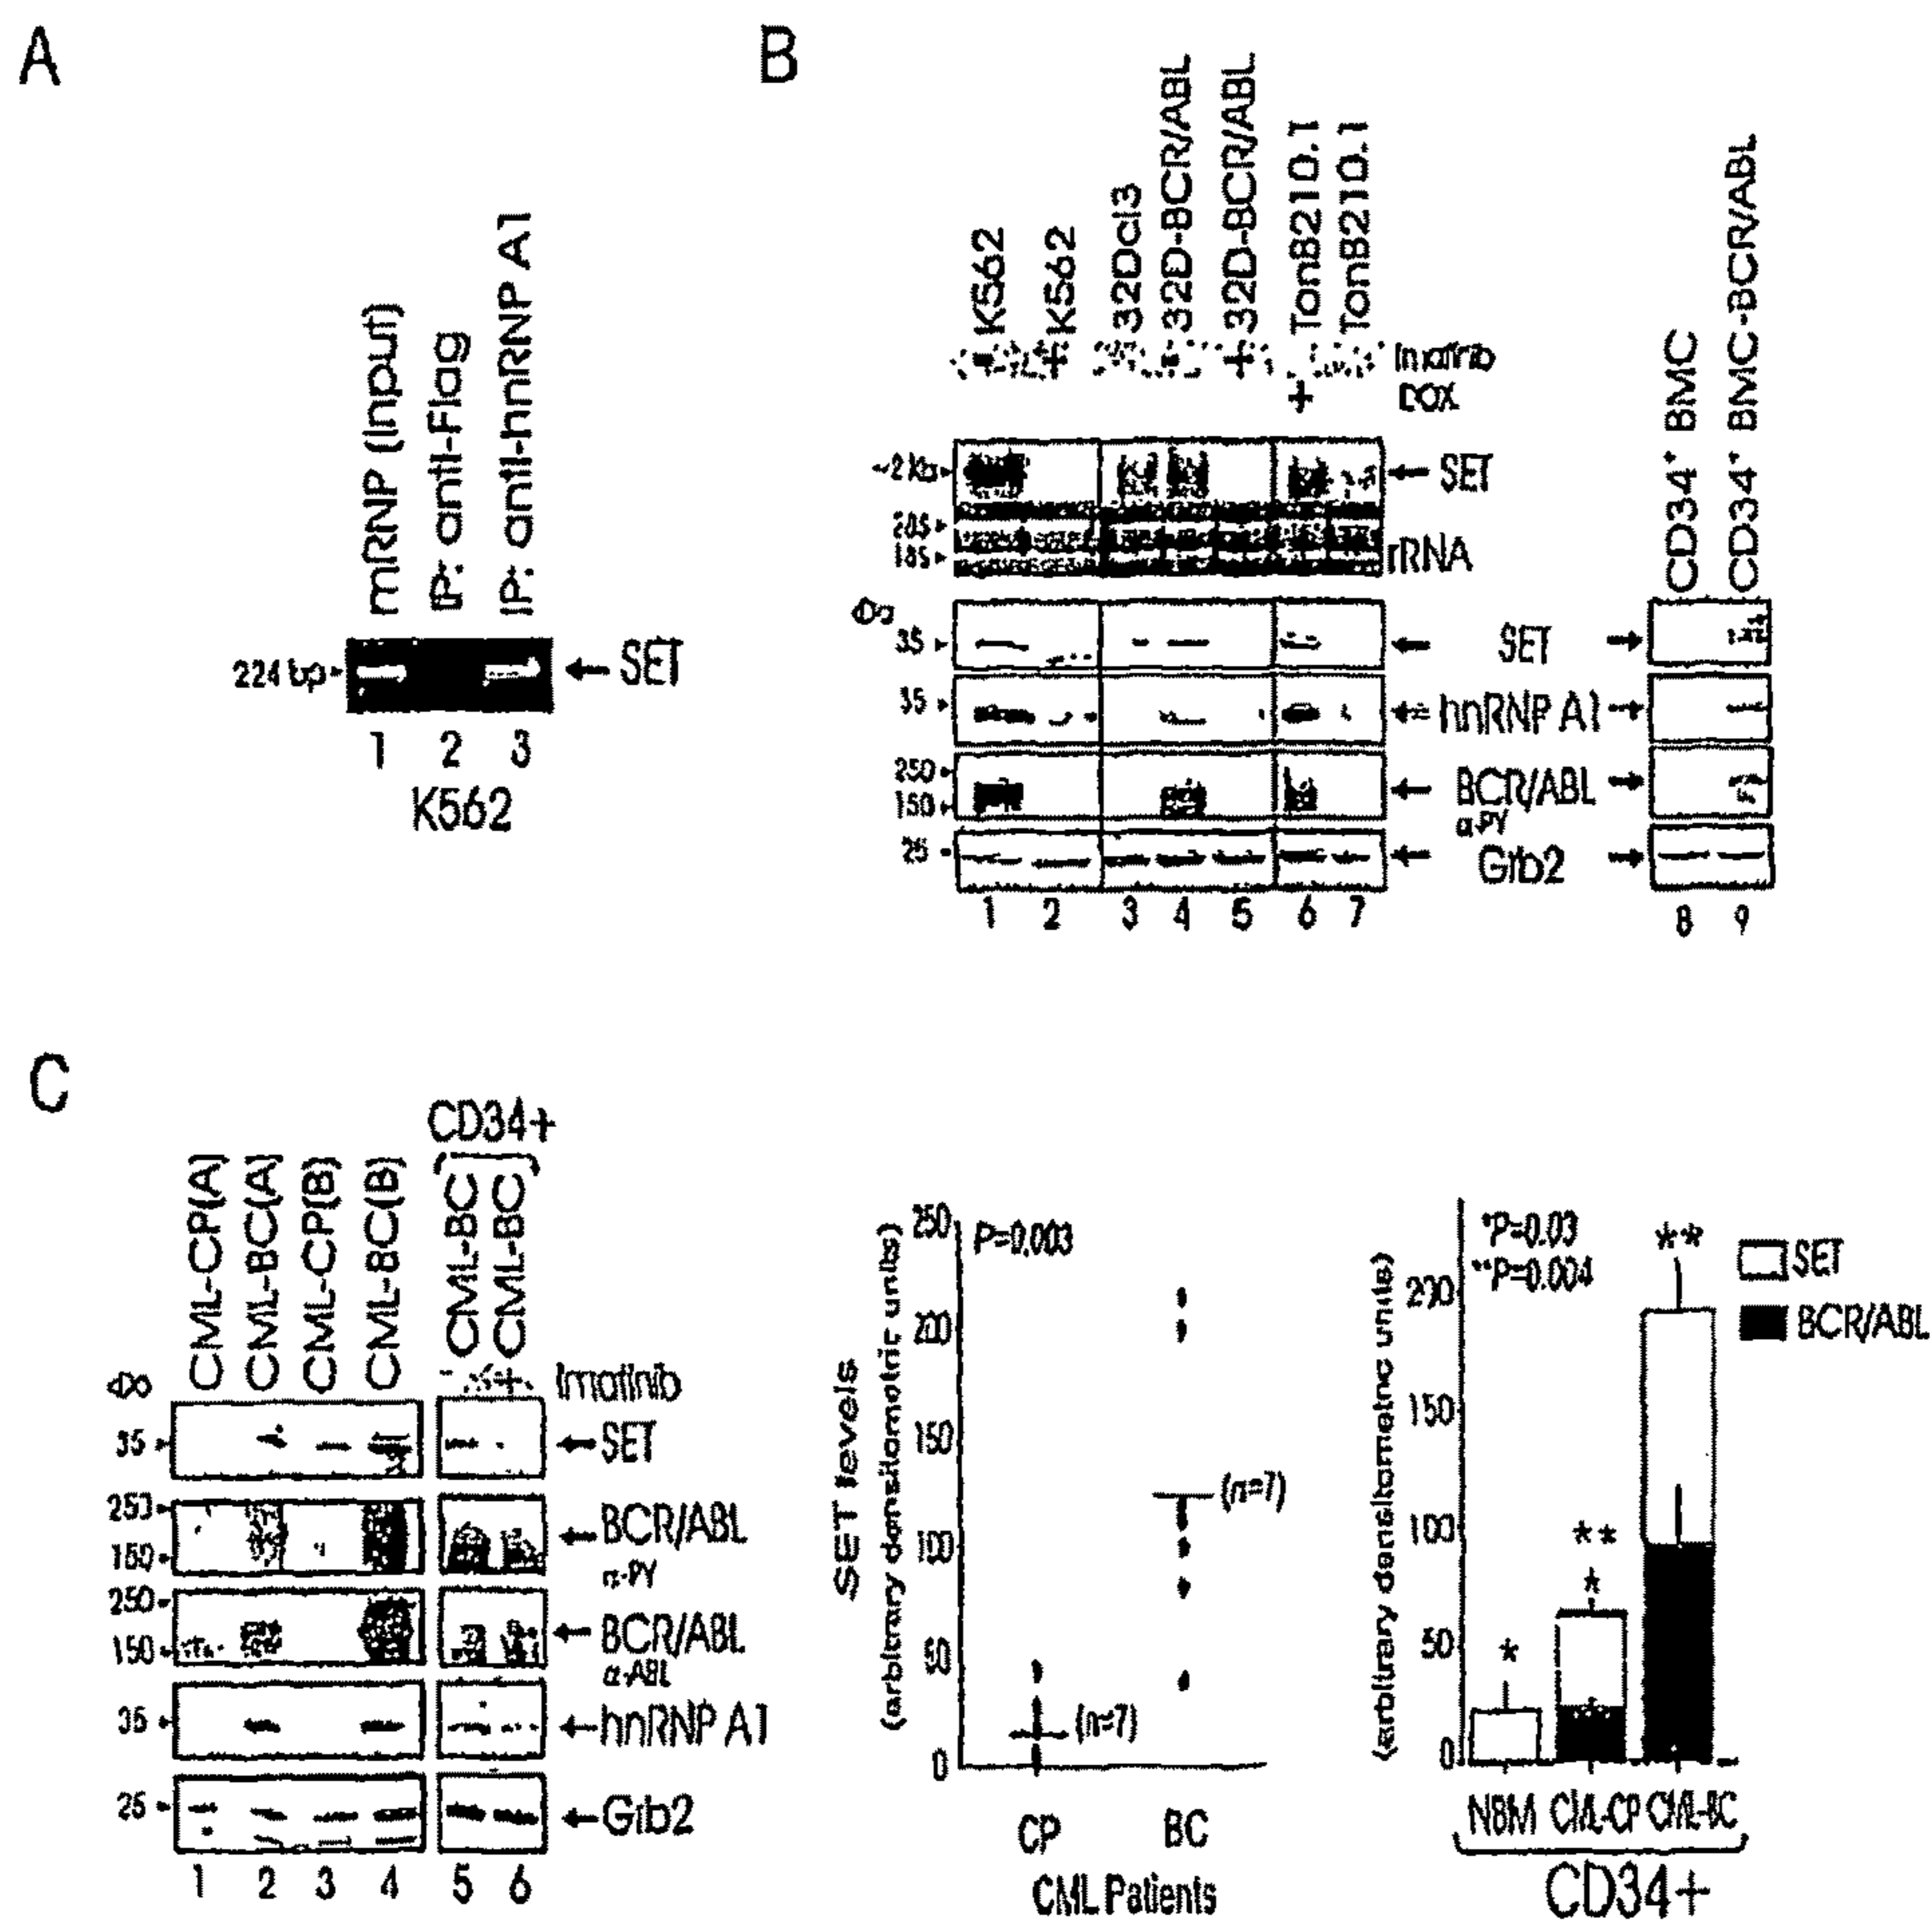 A
mRNP (Input)
IP: anti-Flag
IP: anti-hnRNP A1
224 bp
SET
1 2 3
K562
B
K562
K562
32Dcl3
32D-BCR/ABL
32D-BCR/ABL
TonB210.1
TonB210.1
- + - + Imatinib
+ DOX
~2 kb
SET
28S
18S
rRNA
CD34+ BMC
CD34+ BMC-BCR/ABL
35
SET
35
hnRNP A1
250
150
BCR/ABL
α-PY
25
Grb2
1 2 3 4 5 6 7
8 9
C
CML-CP(A)
CML-BC(A)
CML-CP(B)
CML-BC(B)
CD34+
CML-BC
CML-BC
- + Imatinib
35
SET
250
150
BCR/ABL
α-PY
250
150
BCR/ABL
α-ABL
35
hnRNP A1
25
Grb2
1 2 3 4 5 6
SET levels
(arbitrary densitometric units)
250
200
150
100
50
0
P=0.003
(n=7)
(n=7)
CP BC
CML Patients
(arbitrary densitometric units)
200
150
100
50
0
*P=0.03
**P=0.004
*
** *
**
SET
BCR/ABL
NBM CML-CP CML-BC
CD34+